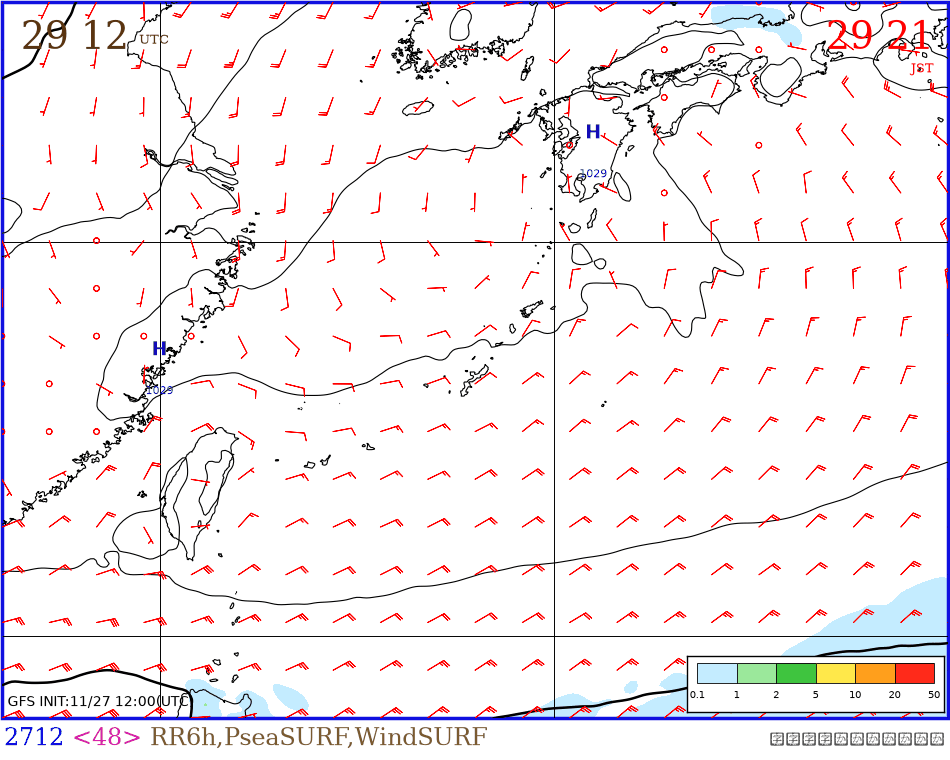 29 12 UTC
29 21
JST
H
1029
H
1029
GFS INIT:11/27 12:00(UTC)
0.1 1 2 5 10 20 50
2712 <48> RR6h,PseaSURF,WindSURF